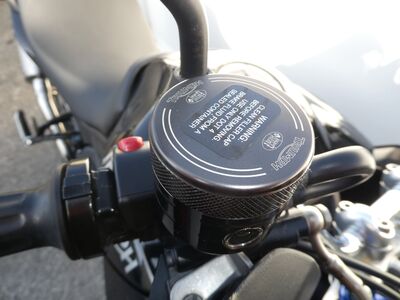 WARNING:
CLEAN FILLER CAP
BEFORE REMOVING
USE ONLY DOT 4
BRAKE FLUID FROM A
SEALED CONTAINER
TRIUMPH
TRIUMPH